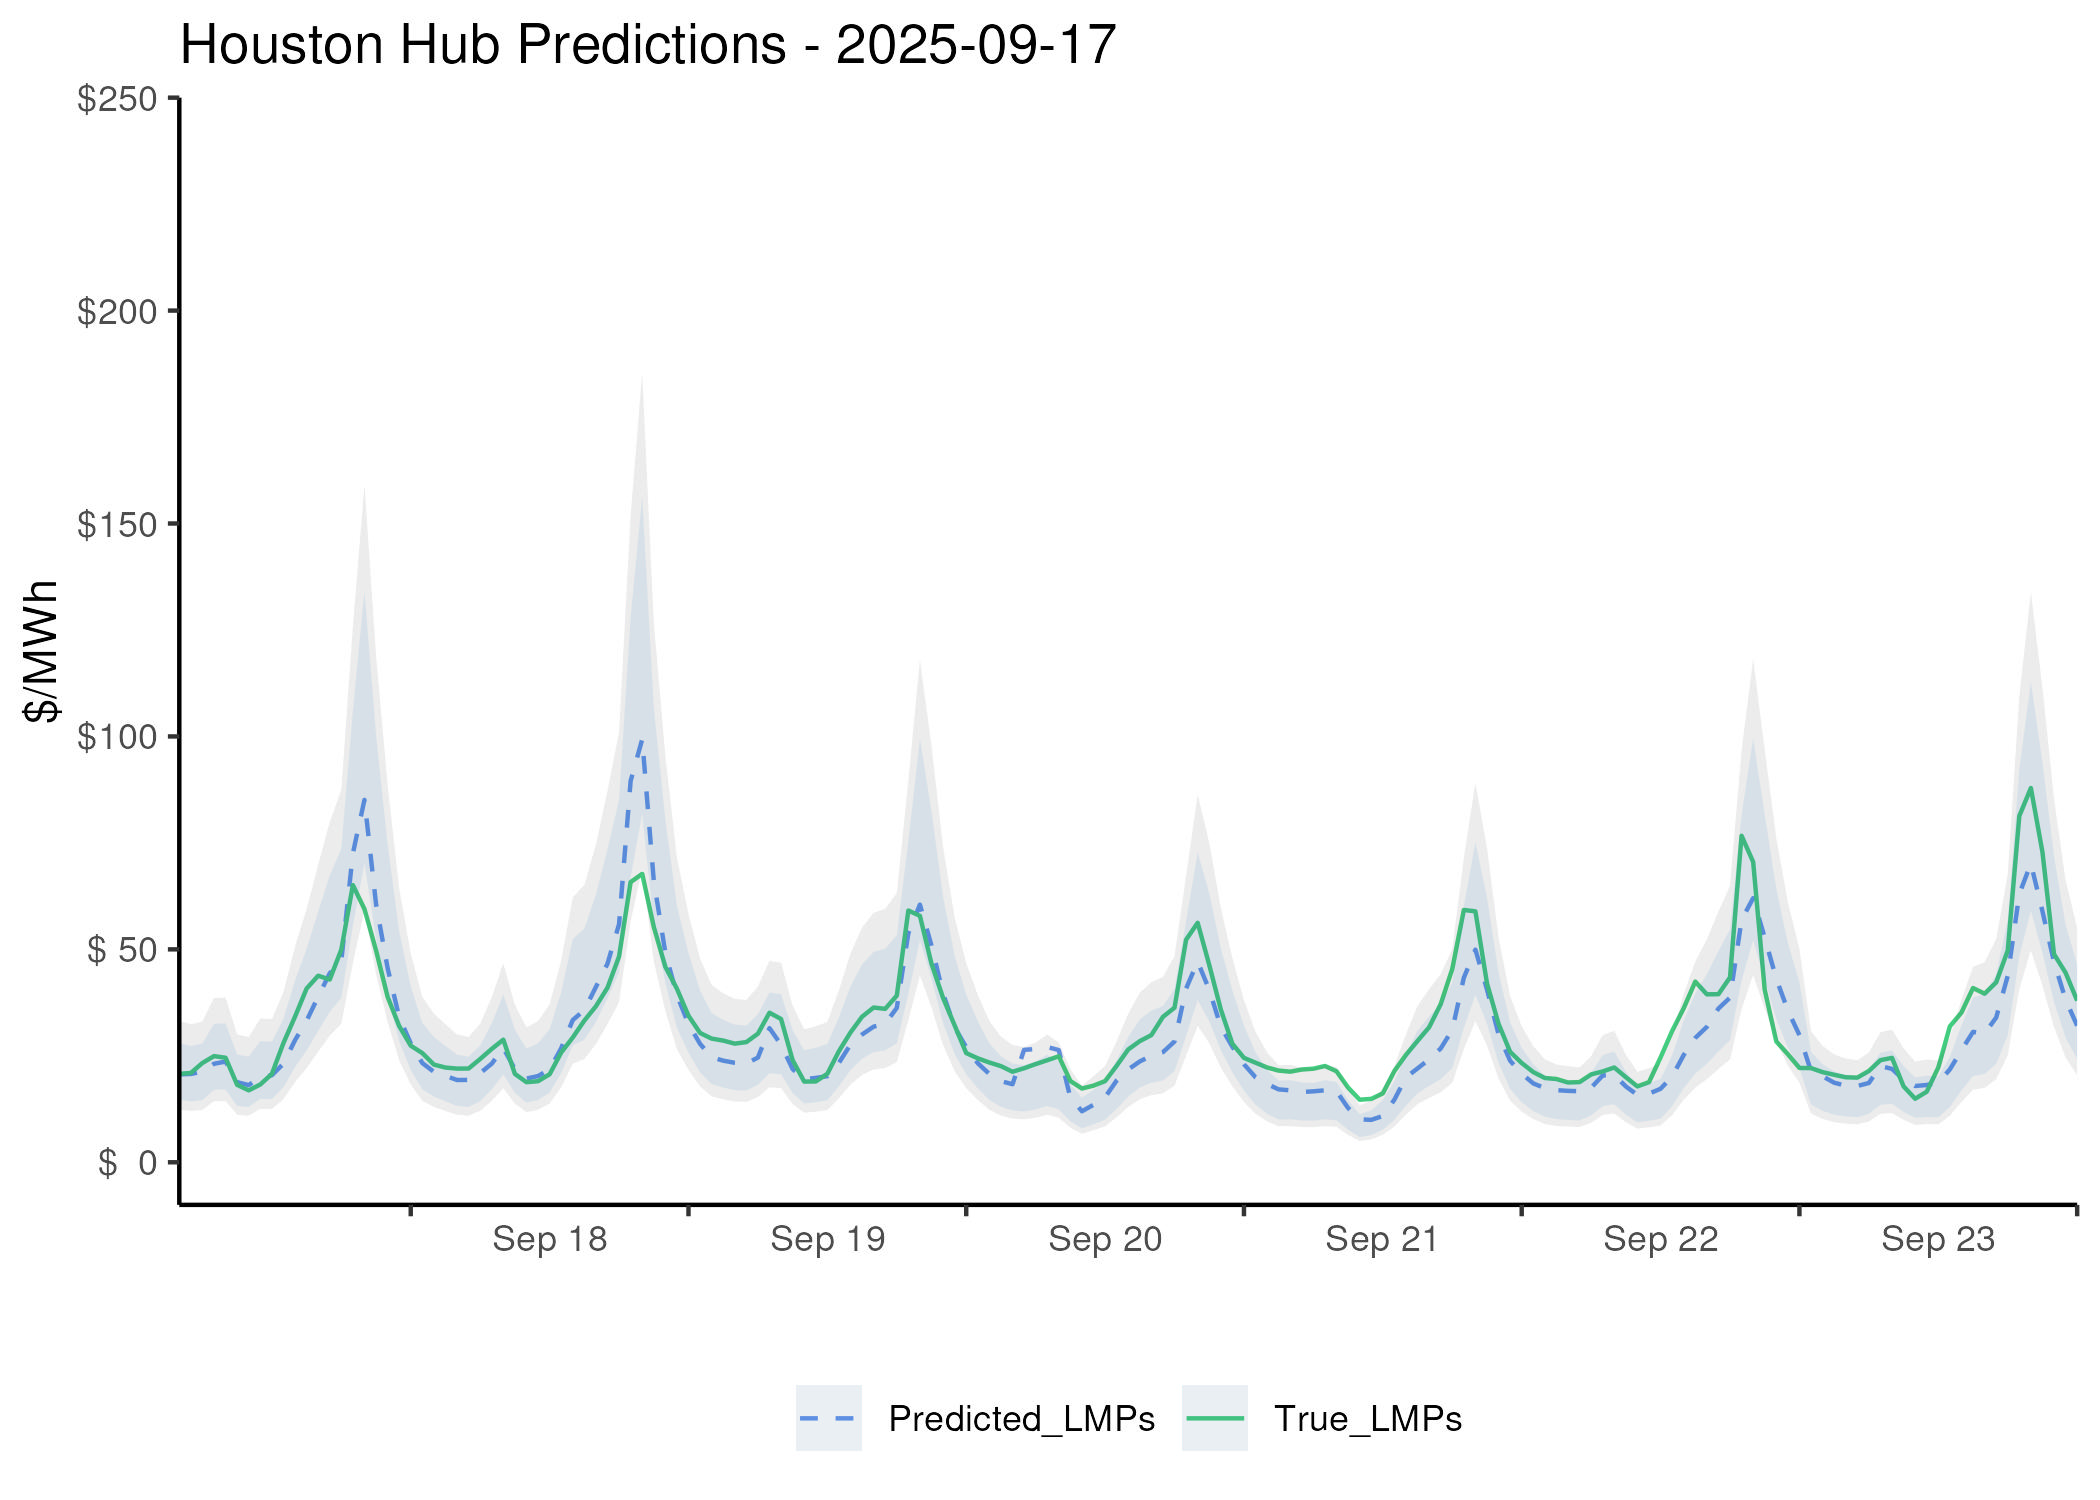 Houston Hub Predictions - 2025-09-17
$250
$200
$150
$100
$ 50
$  0
$/MWh
Sep 18 Sep 19 Sep 20 Sep 21 Sep 22 Sep 23
Predicted_LMPs True_LMPs